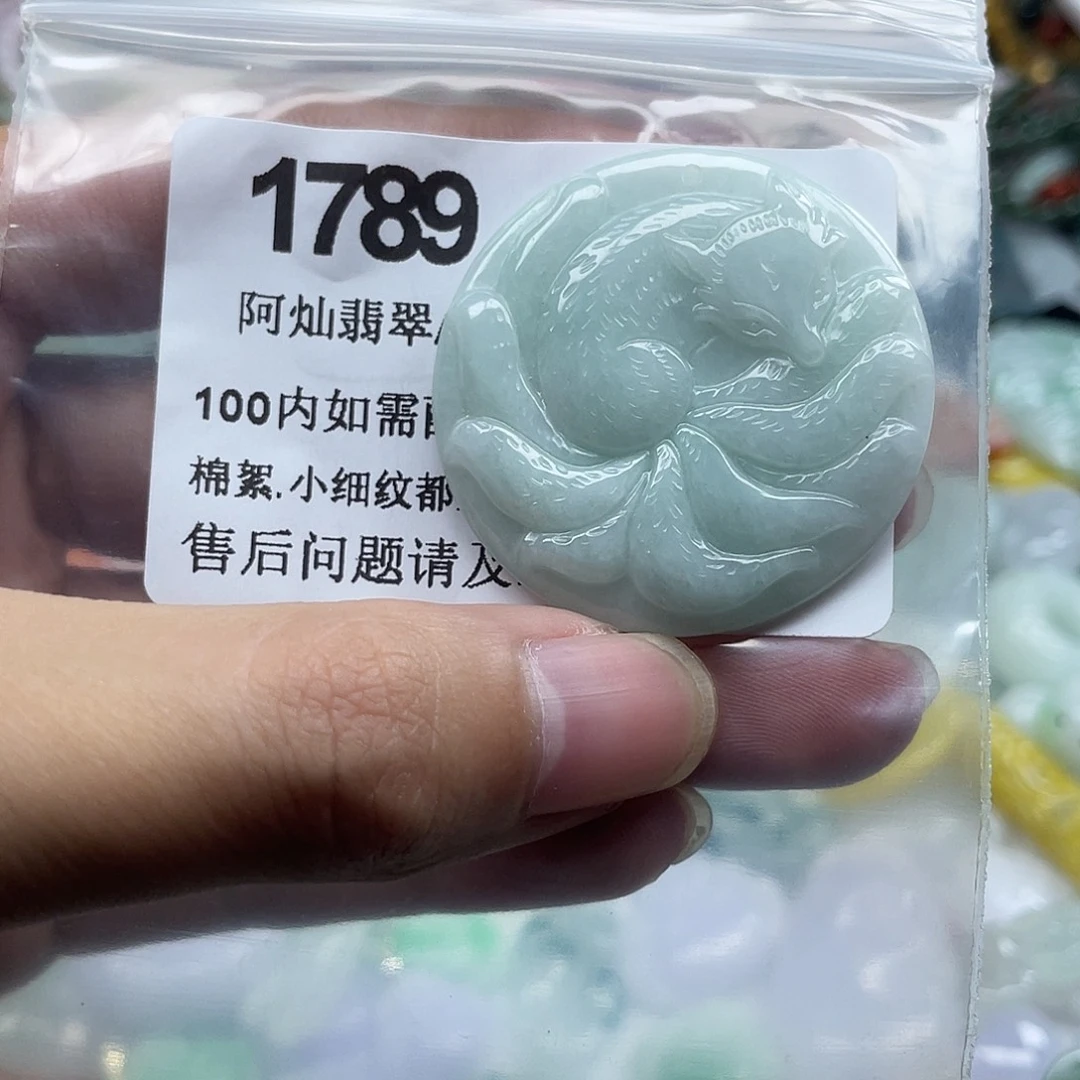 1789
阿灿翡翠
100内如需
棉絮.小细纹都
售后问题请及